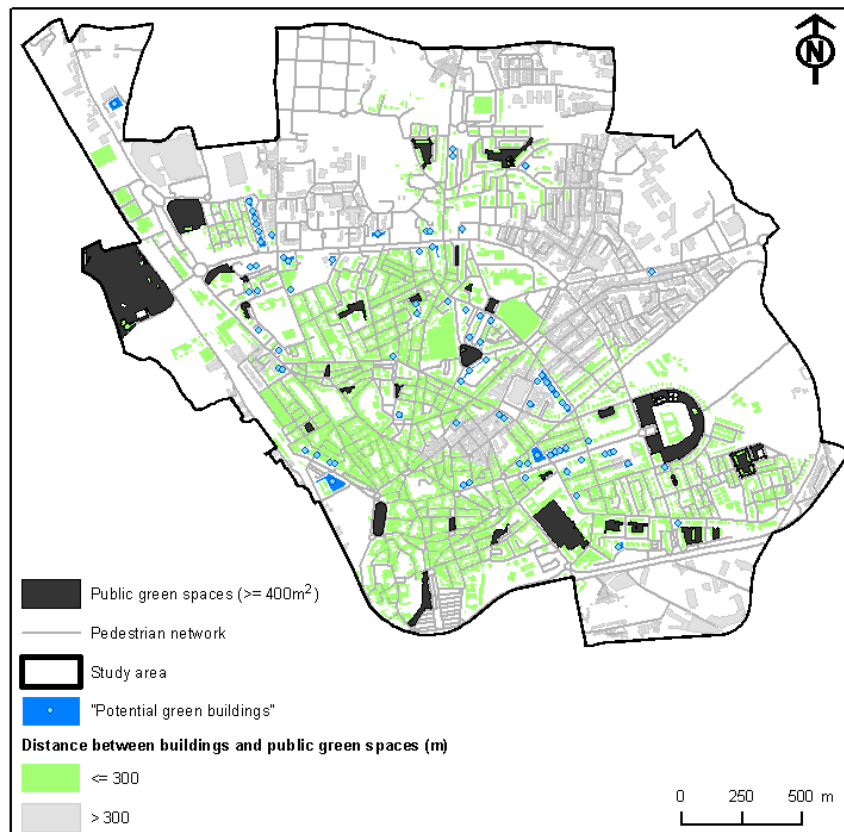 N
Public green spaces (>= 400m²)
Pedestrian network
Study area
"Potential green buildings"
Distance between buildings and public green spaces (m)
<= 300
> 300
0 250 500 m